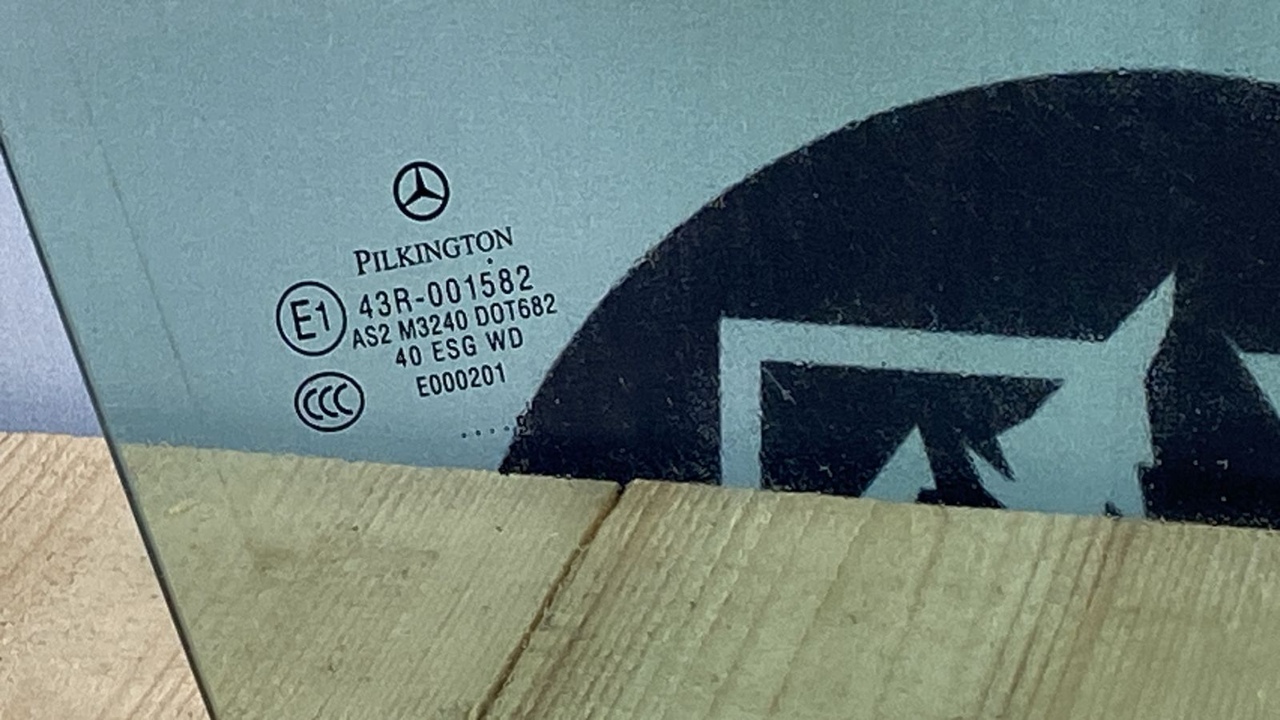 PILKINGTON
E1 43R-001582
AS2 M3240 DOT682
40 ESG WD
CCC E000201